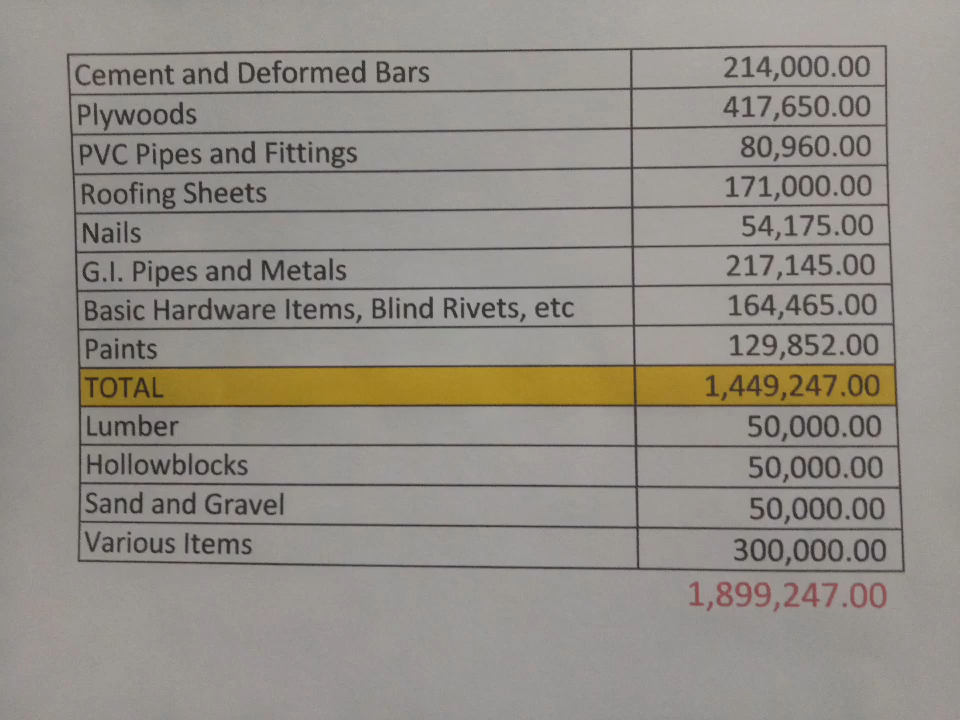 Cement and Deformed Bars 214,000.00
Plywoods 417,650.00
PVC Pipes and Fittings 80,960.00
Roofing Sheets 171,000.00
Nails 54,175.00
G.I. Pipes and Metals 217,145.00
Basic Hardware Items, Blind Rivets, etc 164,465.00
Paints 129,852.00
TOTAL 1,449,247.00
Lumber 50,000.00
Hollowblocks 50,000.00
Sand and Gravel 50,000.00
Various Items 300,000.00
1,899,247.00